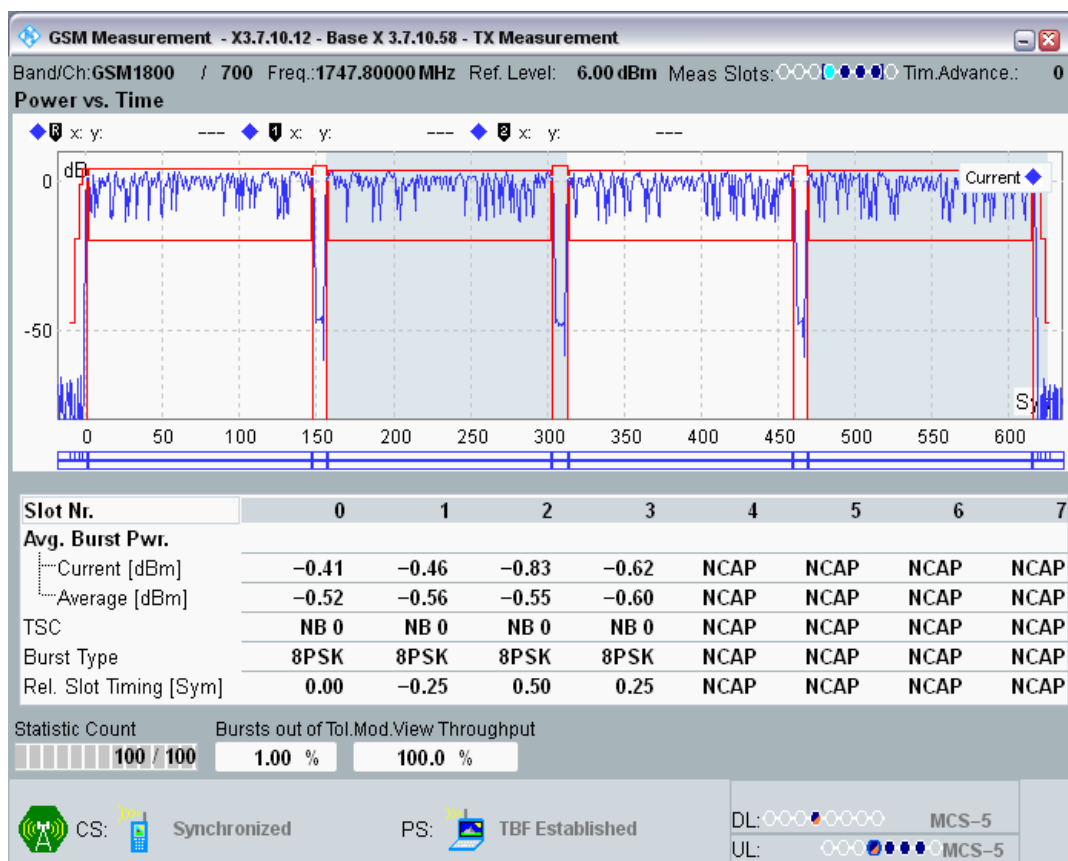 GSM Measurement - X3.7.10.12 - Base X 3.7.10.58 - TX Measurement
Band/Ch:GSM1800 / 700 Freq.:1747.80000 MHz Ref. Level: 6.00 dBm Meas Slots: Tim.Advance.: 0
Power vs. Time
R x: y: --- 1 x: y: --- 2 x: y: ---
dB
Current
0
-50
0 50 100 150 200 250 300 350 400 450 500 550 600
Slot Nr. 0 1 2 3 4 5 6 7
Avg. Burst Pwr.
Current [dBm] −0.41 −0.46 −0.83 −0.62 NCAP NCAP NCAP NCAP
Average [dBm] −0.52 −0.56 −0.55 −0.60 NCAP NCAP NCAP NCAP
TSC NB 0 NB 0 NB 0 NB 0 NCAP NCAP NCAP NCAP
Burst Type 8PSK 8PSK 8PSK 8PSK NCAP NCAP NCAP NCAP
Rel. Slot Timing [Sym] 0.00 −0.25 0.50 0.25 NCAP NCAP NCAP NCAP
Statistic Count Bursts out of Tol.Mod.View Throughput
100 / 100 1.00 % 100.0 %
CS: Synchronized PS: TBF Established
DL: MCS−5
UL: MCS−5